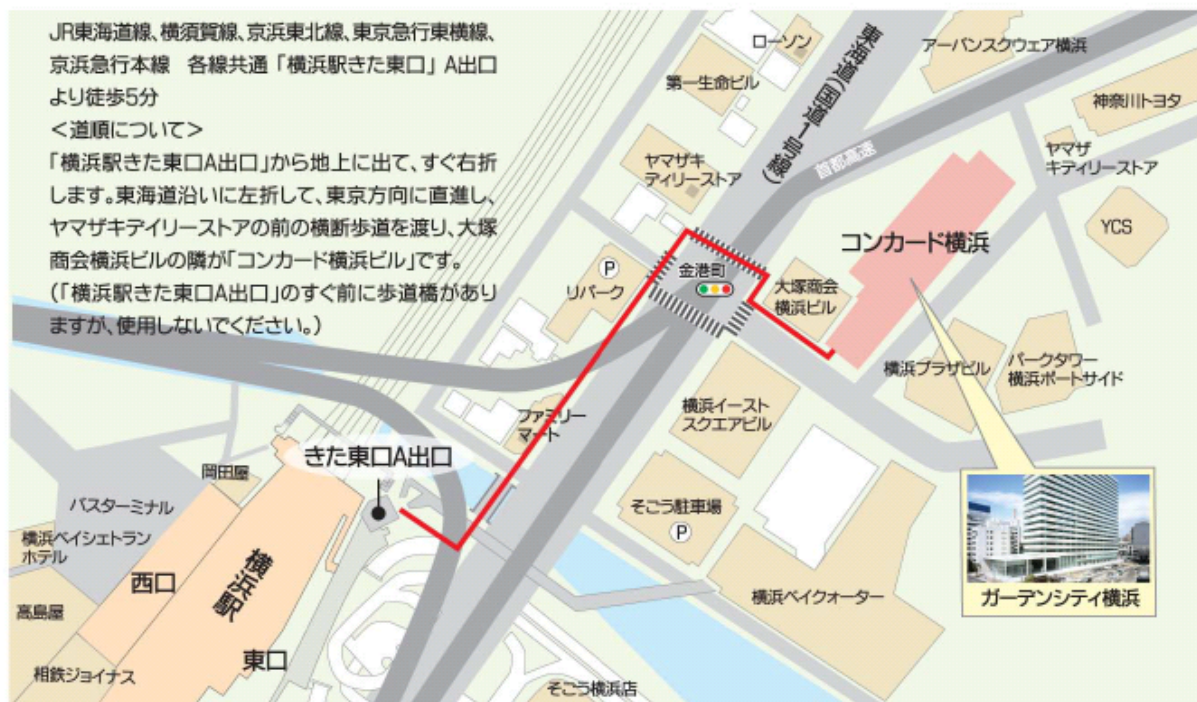 JR東海道線、横須賀線、京浜東北線、東京急行東横線、
京浜急行本線 各線共通「横浜駅きた東口」A出口
より徒歩5分
＜道順について＞
「横浜駅きた東口A出口」から地上に出て、すぐ右折
します。東海道沿いに左折して、東京方向に直進し、
ヤマザキデイリーストアの前の横断歩道を渡り、大塚
商会横浜ビルの隣が「コンカード横浜ビル」です。
(「横浜駅きた東口A出口」のすぐ前に歩道橋があり
ますが、使用しないでください。)
ローソン
第一生命ビル
ヤマザキ
デイリーストア
東海道(国道1号線)
首都高速
アーバンスクウェア横浜
神奈川トヨタ
ヤマザ
キデイリーストア
YCS
コンカード横浜
金港町
P
リパーク
大塚商会
横浜ビル
横浜プラザビル
パークタワー
横浜ポートサイド
横浜イースト
スクエアビル
ファミリー
マート
きた東口A出口
岡田屋
バスターミナル
横浜ベイシェトラン
ホテル
西口
横浜駅
高島屋
東口
相鉄ジョイナス
そごう駐車場
P
横浜ベイクォーター
そごう横浜店
ガーデンシティ横浜